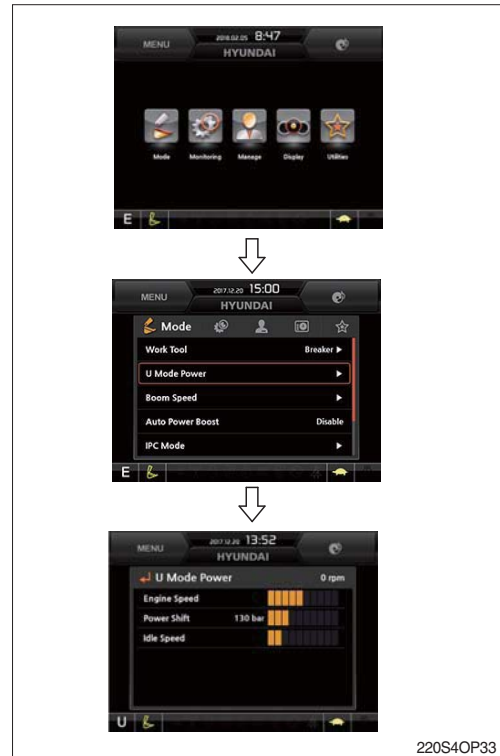 MENU 2018.02.05 8:47
HYUNDAI
Mode Monitoring Manage Display Utilities
E
MENU 2017.12.20 15:00
HYUNDAI
Mode
Work Tool Breaker ▶
U Mode Power ▶
Boom Speed ▶
Auto Power Boost Disable
IPC Mode ▶
E
MENU 2017.12.20 13:52
HYUNDAI
U Mode Power 0 rpm
Engine Speed
Power Shift 130 bar
Idle Speed
U
220S4OP33